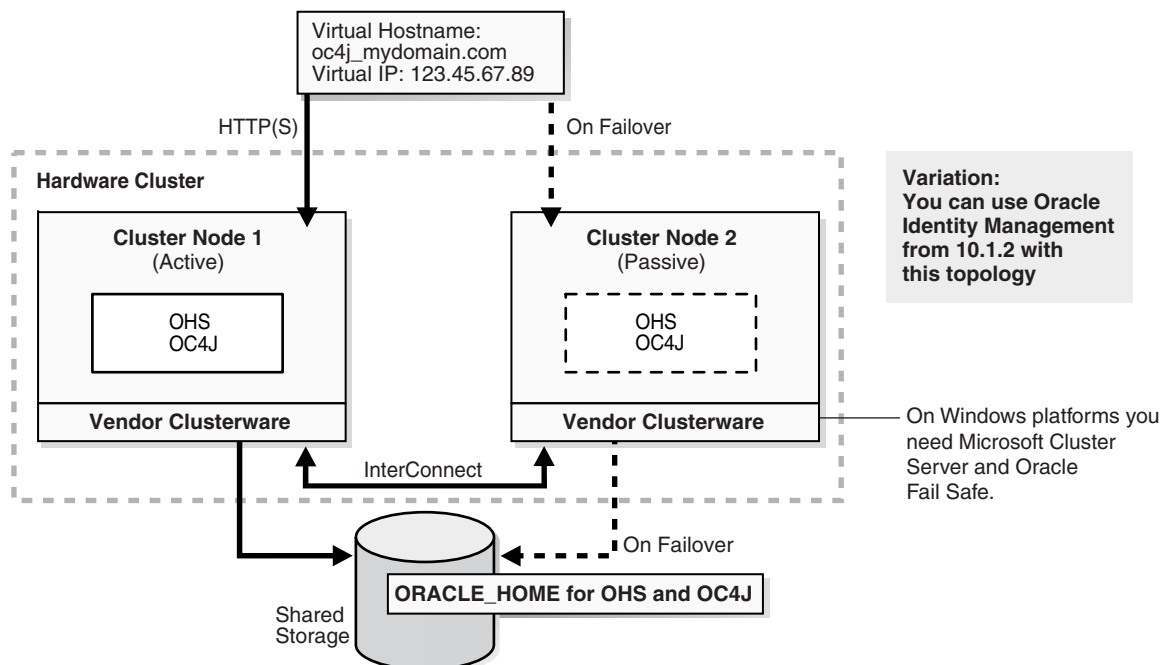 Virtual Hostname:
oc4j_mydomain.com
Virtual IP: 123.45.67.89
HTTP(S)
On Failover
Hardware Cluster
Cluster Node 1
(Active)
OHS
OC4J
Vendor Clusterware
Cluster Node 2
(Passive)
OHS
OC4J
Vendor Clusterware
Variation:
You can use Oracle
Identity Management
from 10.1.2 with
this topology
On Windows platforms you
need Microsoft Cluster
Server and Oracle
Fail Safe.
InterConnect
On Failover
ORACLE_HOME for OHS and OC4J
Shared
Storage